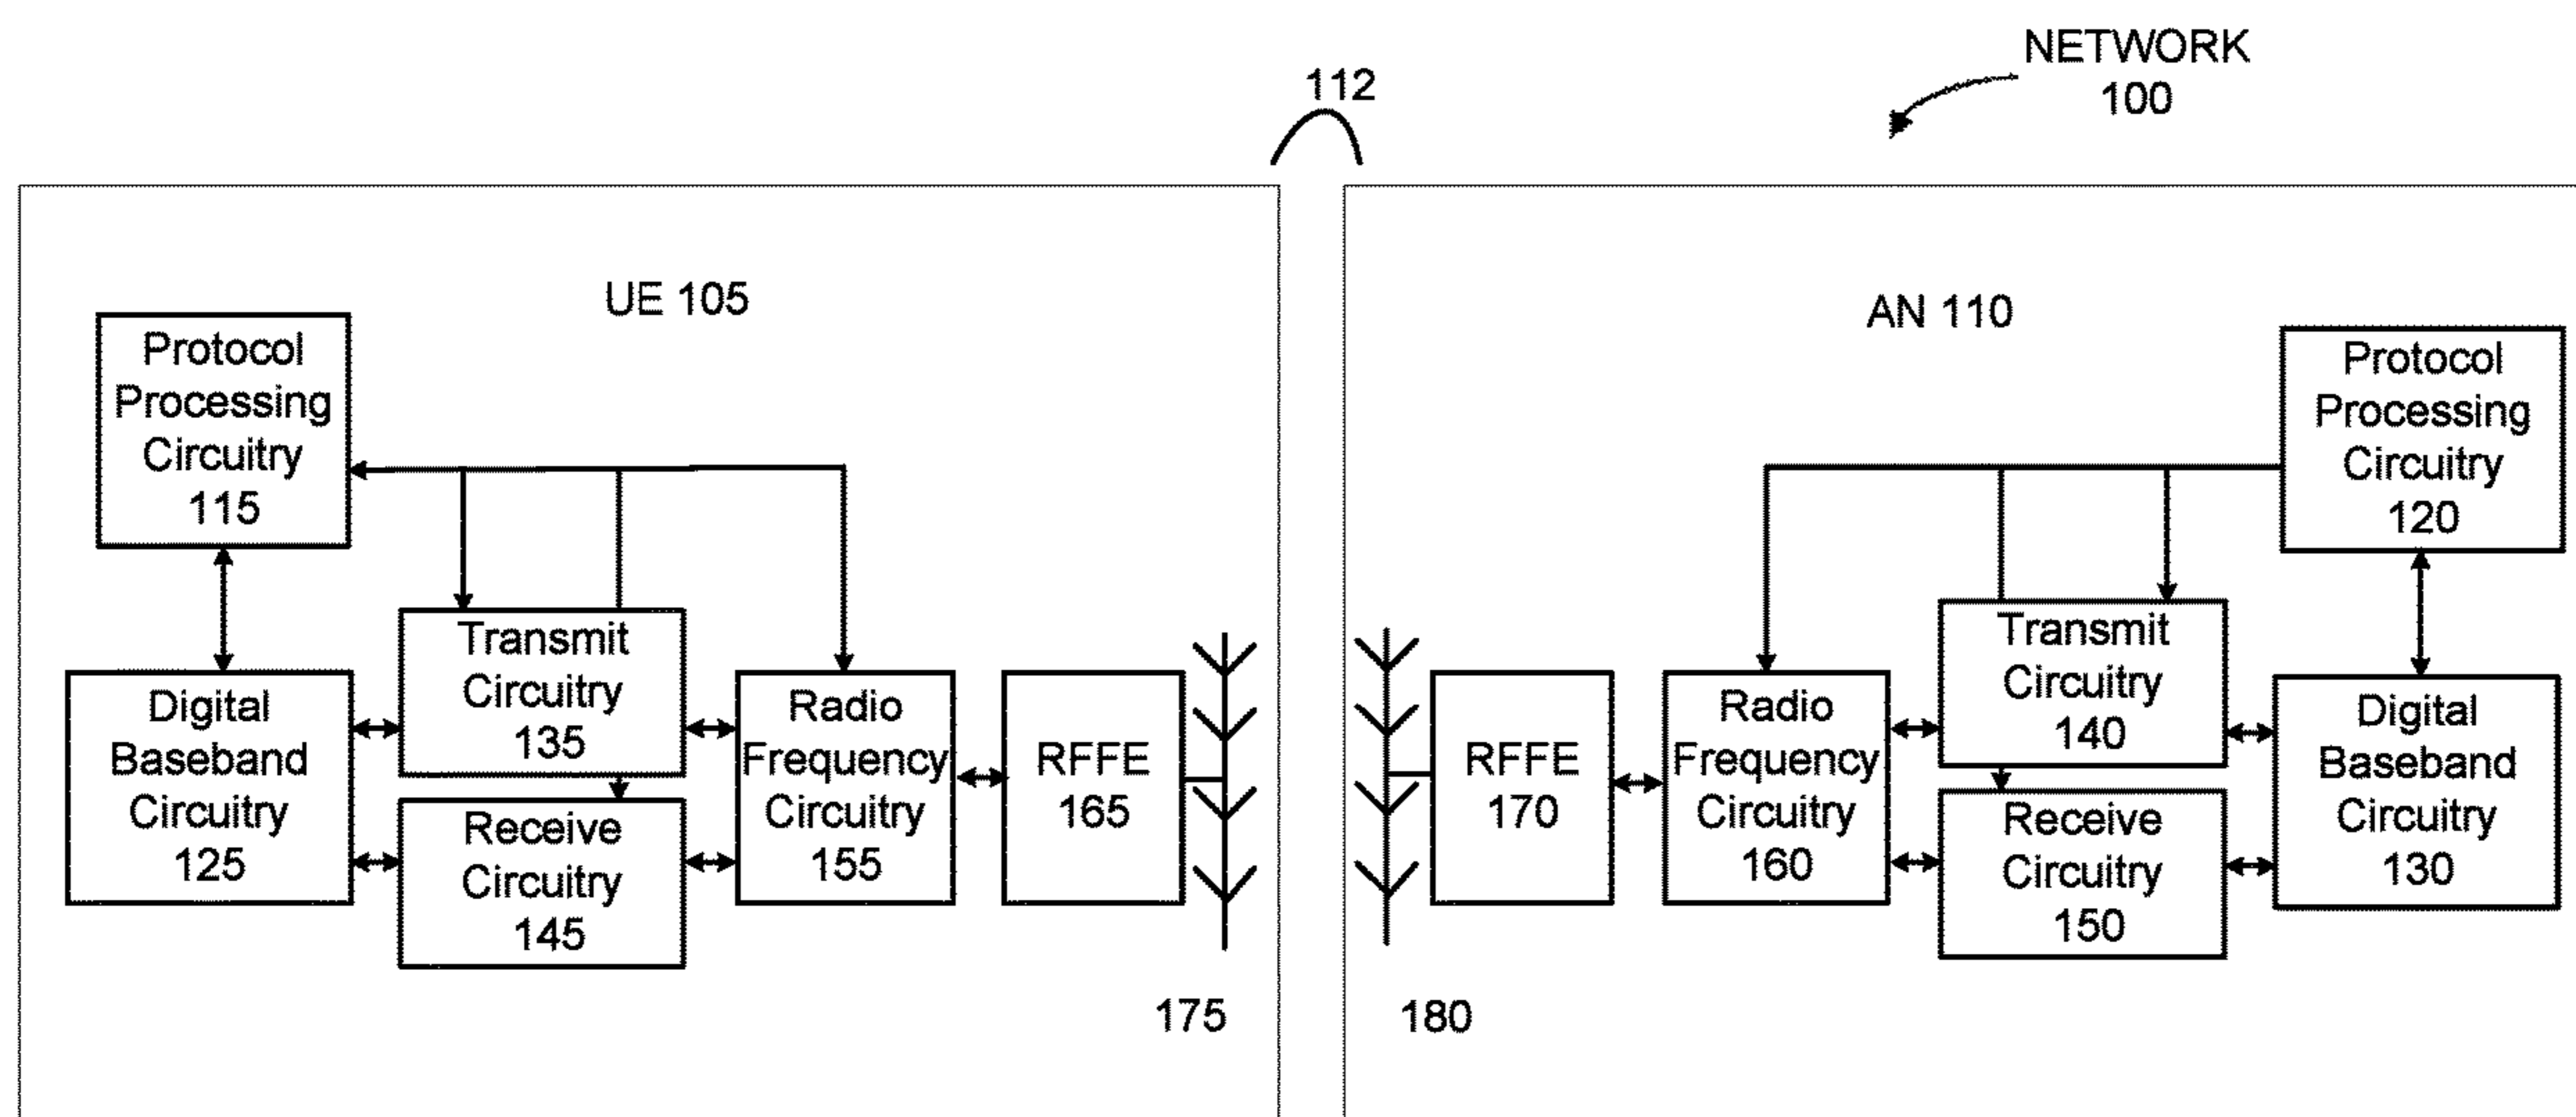 NETWORK
100
112
UE 105
Protocol
Processing
Circuitry
115
Digital
Baseband
Circuitry
125
Transmit
Circuitry
135
Receive
Circuitry
145
Radio
Frequency
Circuitry
155
RFFE
165
175
AN 110
180
RFFE
170
Radio
Frequency
Circuitry
160
Transmit
Circuitry
140
Receive
Circuitry
150
Protocol
Processing
Circuitry
120
Digital
Baseband
Circuitry
130